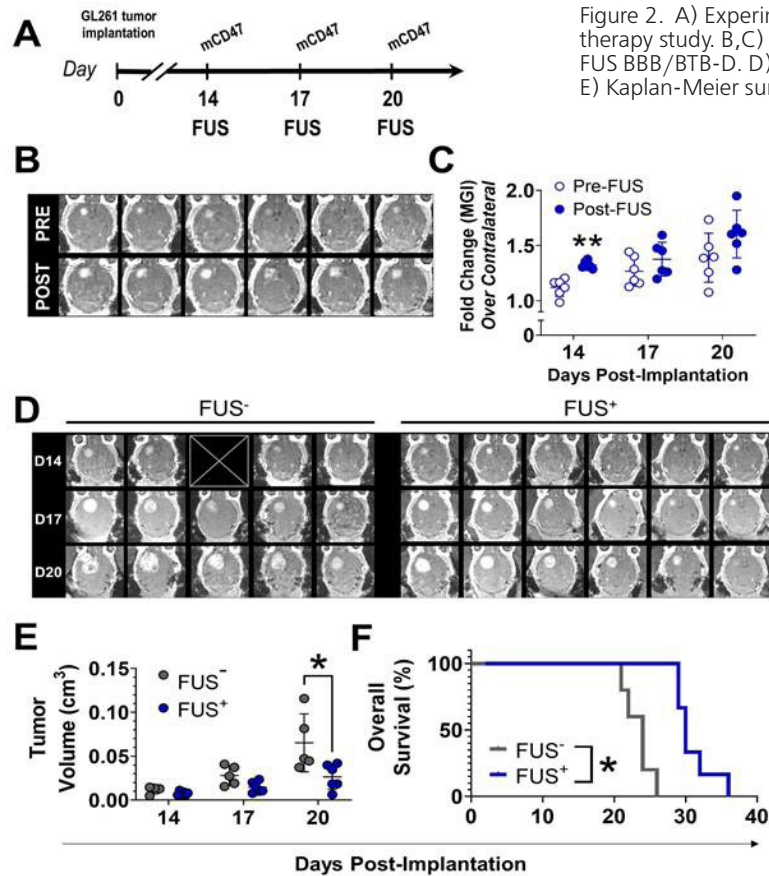 Figure 2. A) Experim
therapy study. B,C)
FUS BBB/BTB-D. D)
E) Kaplan-Meier sur
A
GL261 tumor
implantation
mCD47 mCD47 mCD47
Day
0 14 17 20
FUS FUS FUS
B
PRE
POST
C
Pre-FUS
Post-FUS
**
Fold Change (MGI)
Over Contralateral
2.0
1.5
1.0
0
14 17 20
Days Post-Implantation
D
FUS-
FUS+
D14
D17
D20
E
FUS-
FUS+
*
Tumor
Volume (cm³)
0.15
0.10
0.05
0.00
14 17 20
F
Overall
Survival (%)
100
50
0
FUS-
FUS+
*
0 10 20 30 40
Days Post-Implantation